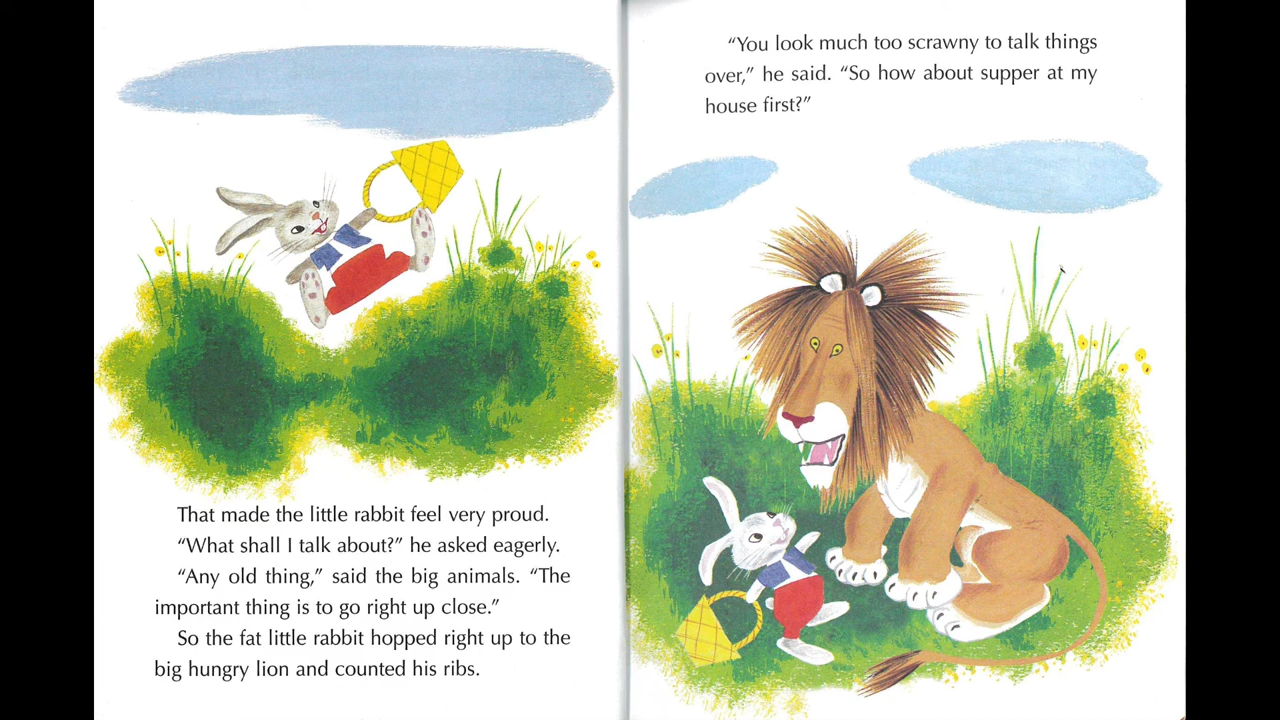 That made the little rabbit feel very proud.
“What shall I talk about?” he asked eagerly.
“Any old thing,” said the big animals. “The
important thing is to go right up close.”
So the fat little rabbit hopped right up to the
big hungry lion and counted his ribs.
“You look much too scrawny to talk things
over,” he said. “So how about supper at my
house first?”